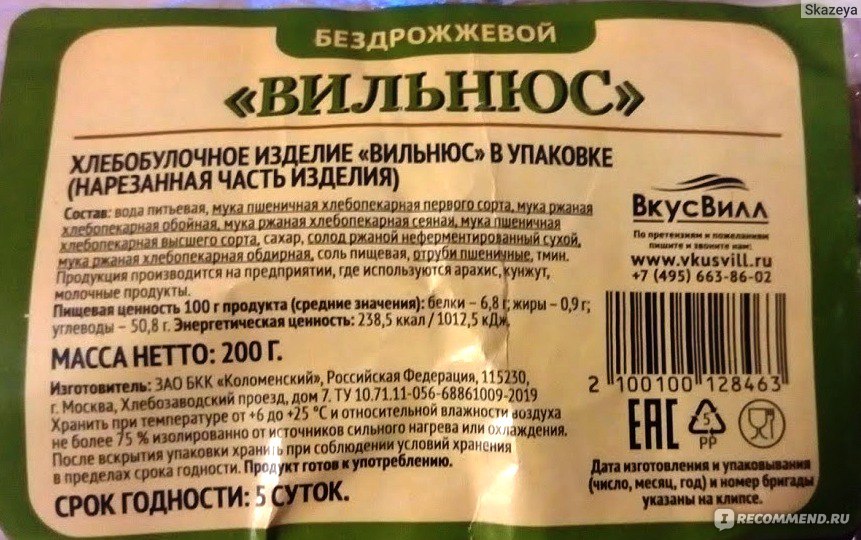 Skazeya
БЕЗДРОЖЖЕВОЙ
«ВИЛЬНЮС»
ХЛЕБОБУЛОЧНОЕ ИЗДЕЛИЕ «ВИЛЬНЮС» В УПАКОВКЕ
(НАРЕЗАННАЯ ЧАСТЬ ИЗДЕЛИЯ)
Состав: вода питьевая, мука пшеничная хлебопекарная первого сорта, мука ржаная
хлебопекарная обойная, мука ржаная хлебопекарная сеяная, мука пшеничная
хлебопекарная высшего сорта, сахар, солод ржаной неферментированный сухой,
мука ржаная хлебопекарная обдирная, соль пищевая, отруби пшеничные, тмин.
Продукция производится на предприятии, где используются арахис, кунжут,
молочные продукты.
Пищевая ценность 100 г продукта (средние значения): белки – 6,8 г; жиры – 0,9 г;
углеводы – 50,8 г. Энергетическая ценность: 238,5 ккал / 1012,5 кДж.
МАССА НЕТТО: 200 Г.
Изготовитель: ЗАО БКК «Коломенский», Российская Федерация, 115230,
г. Москва, Хлебозаводский проезд, дом 7. ТУ 10.71.11-056-68861009-2019
Хранить при температуре от +6 до +25 °С и относительной влажности воздуха
не более 75 % изолированно от источников сильного нагрева или охлаждения.
После вскрытия упаковки хранить при соблюдении условий хранения
в пределах срока годности. Продукт готов к употреблению.
СРОК ГОДНОСТИ: 5 СУТОК.
ВкусВилл
По претензиям и пожеланиям
пишите и звоните нам:
www.vkusvill.ru
+7 (495) 663-86-02
2 100100 128463
ЕАС
5
PP
Дата изготовления и упаковывания
(число, месяц, год) и номер бригады
указаны на клипсе.
IRECOMMEND.RU